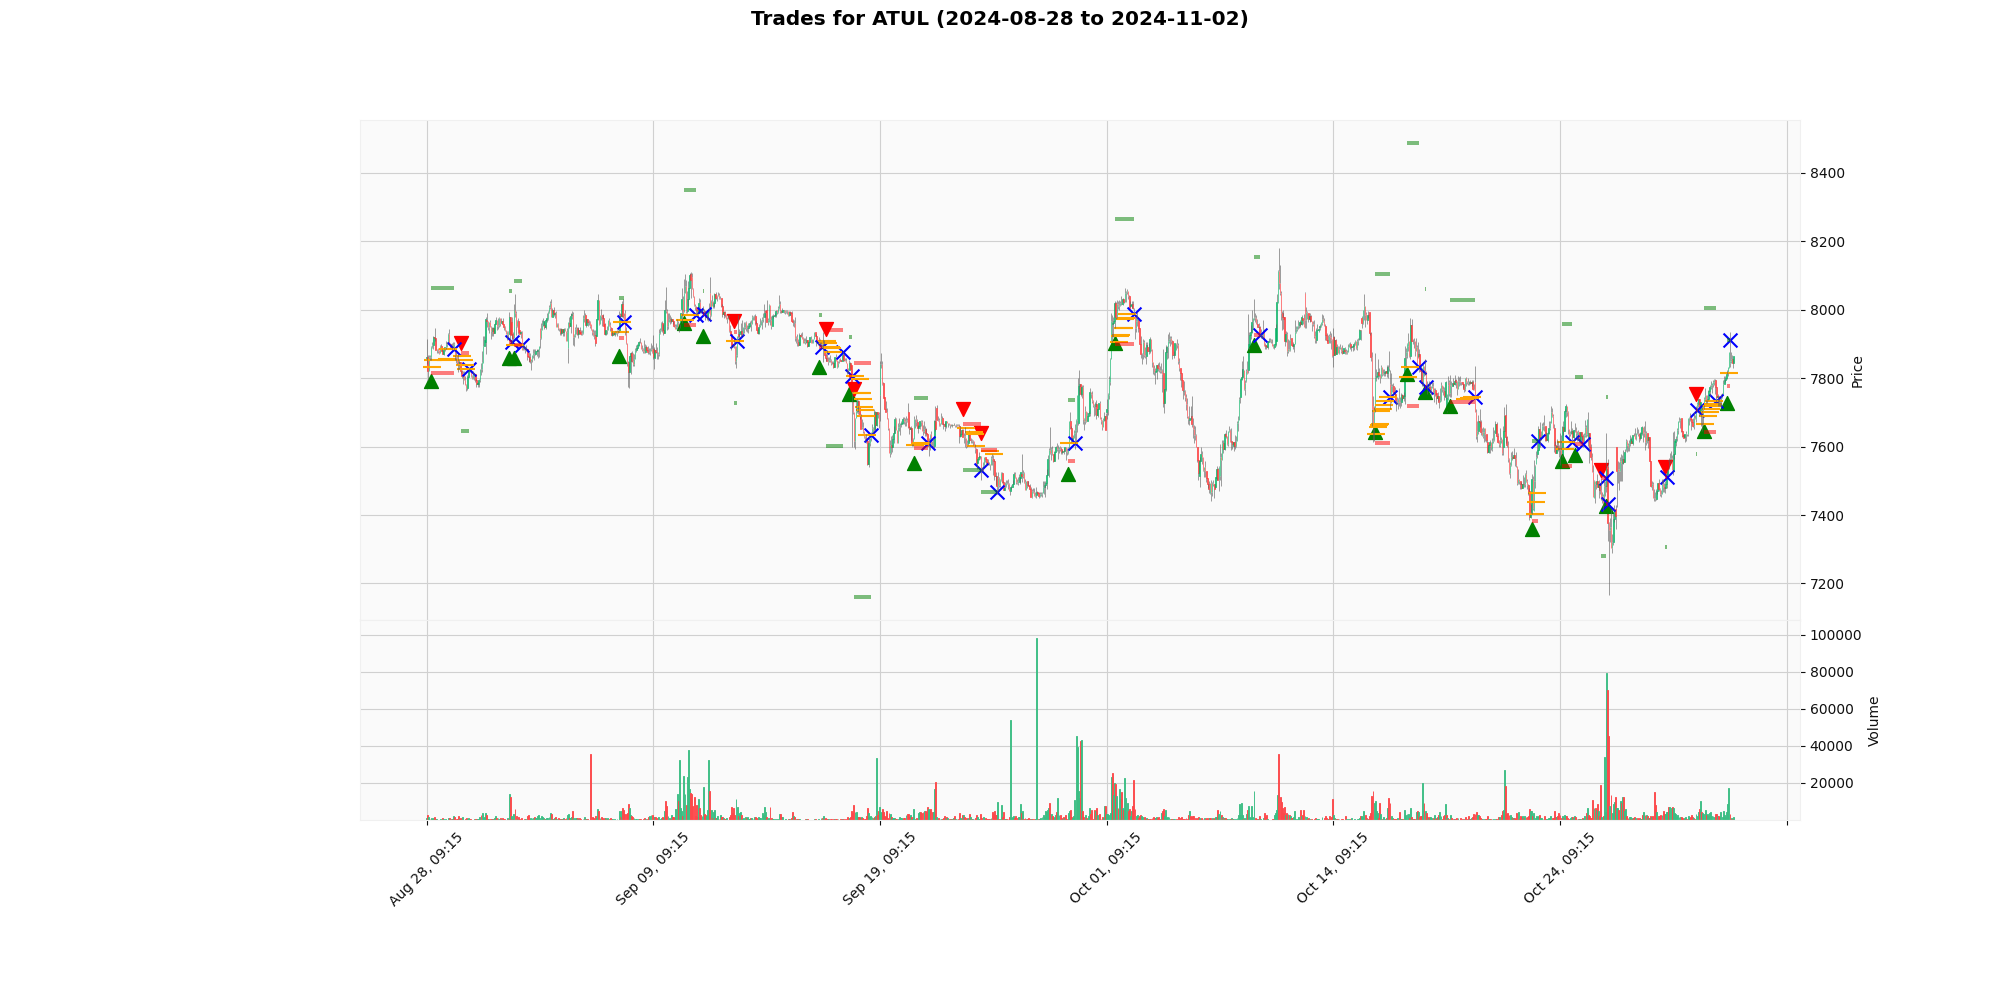 Trades for ATUL (2024-08-28 to 2024-11-02)
8400
8200
8000
7800
7600
7400
7200
Price
100000
80000
60000
40000
20000
Volume
Aug 28, 09:15
Sep 09, 09:15
Sep 19, 09:15
Oct 01, 09:15
Oct 14, 09:15
Oct 24, 09:15